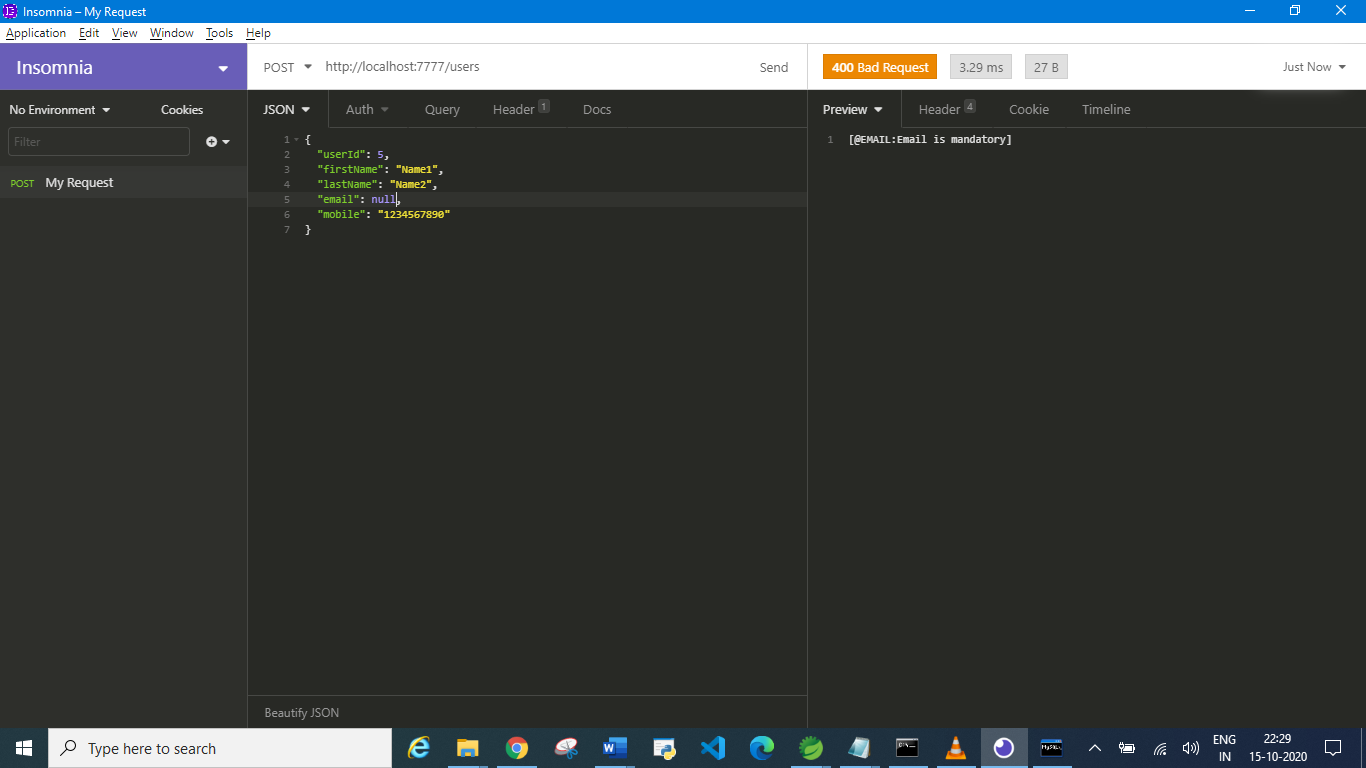 Insomnia – My Request
Application Edit View Window Tools Help
Insomnia
POST http://localhost:7777/users Send
400 Bad Request 3.29 ms 27 B Just Now
No Environment Cookies
JSON Auth Query Header 1 Docs
Preview Header 4 Cookie Timeline
Filter
POST My Request
1 {
2 "userId": 5,
3 "firstName": "Name1",
4 "lastName": "Name2",
5 "email": null,
6 "mobile": "1234567890"
7 }
1 [@EMAIL:Email is mandatory]
Beautify JSON
Type here to search
ENG
IN
22:29
15-10-2020